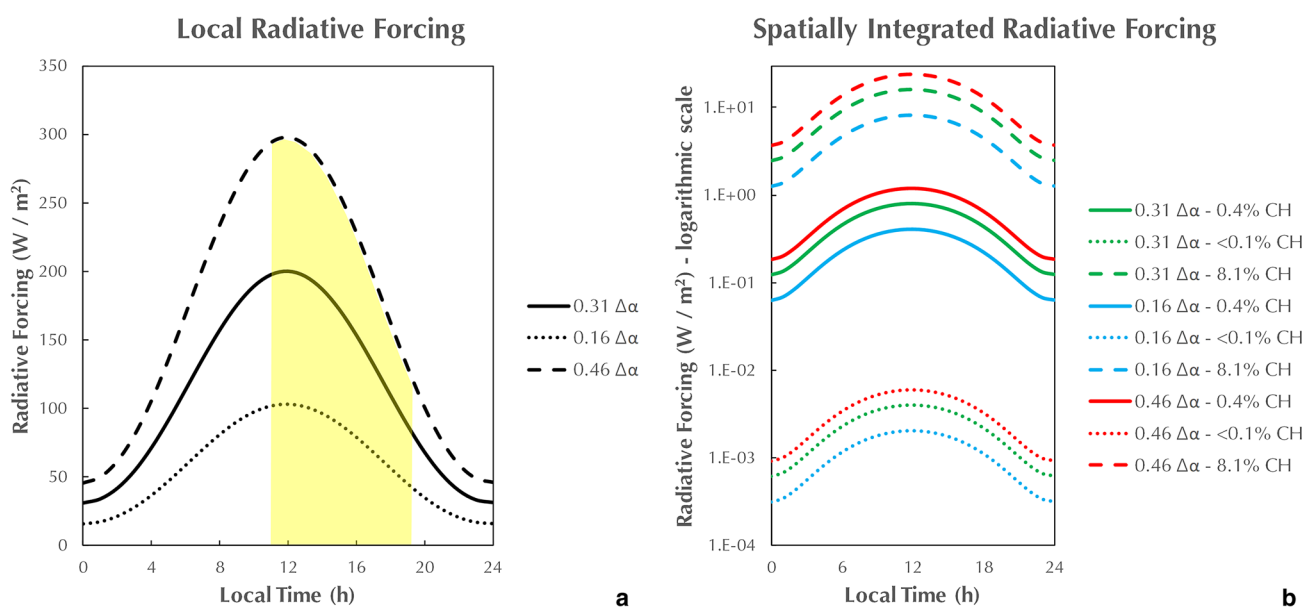 Local Radiative Forcing
Radiative Forcing (W / m²)
350
300
250
200
150
100
50
0
0 4 8 12 16 20 24
Local Time (h)
0.31 Δα
0.16 Δα
0.46 Δα
a
Spatially Integrated Radiative Forcing
Radiative Forcing (W / m²) - logarithmic scale
1.E+01
1.E+00
1.E-01
1.E-02
1.E-03
1.E-04
0 6 12 18 24
Local Time (h)
0.31 Δα - 0.4% CH
0.31 Δα - <0.1% CH
0.31 Δα - 8.1% CH
0.16 Δα - 0.4% CH
0.16 Δα - <0.1% CH
0.16 Δα - 8.1% CH
0.46 Δα - 0.4% CH
0.46 Δα - <0.1% CH
0.46 Δα - 8.1% CH
b